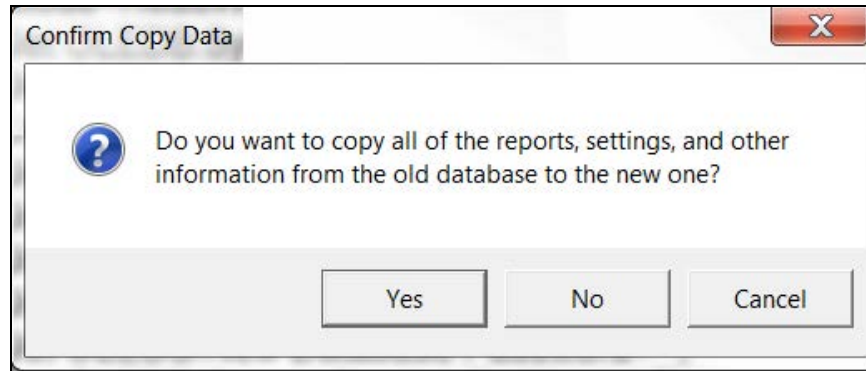 Confirm Copy Data
Do you want to copy all of the reports, settings, and other
information from the old database to the new one?
Yes
No
Cancel